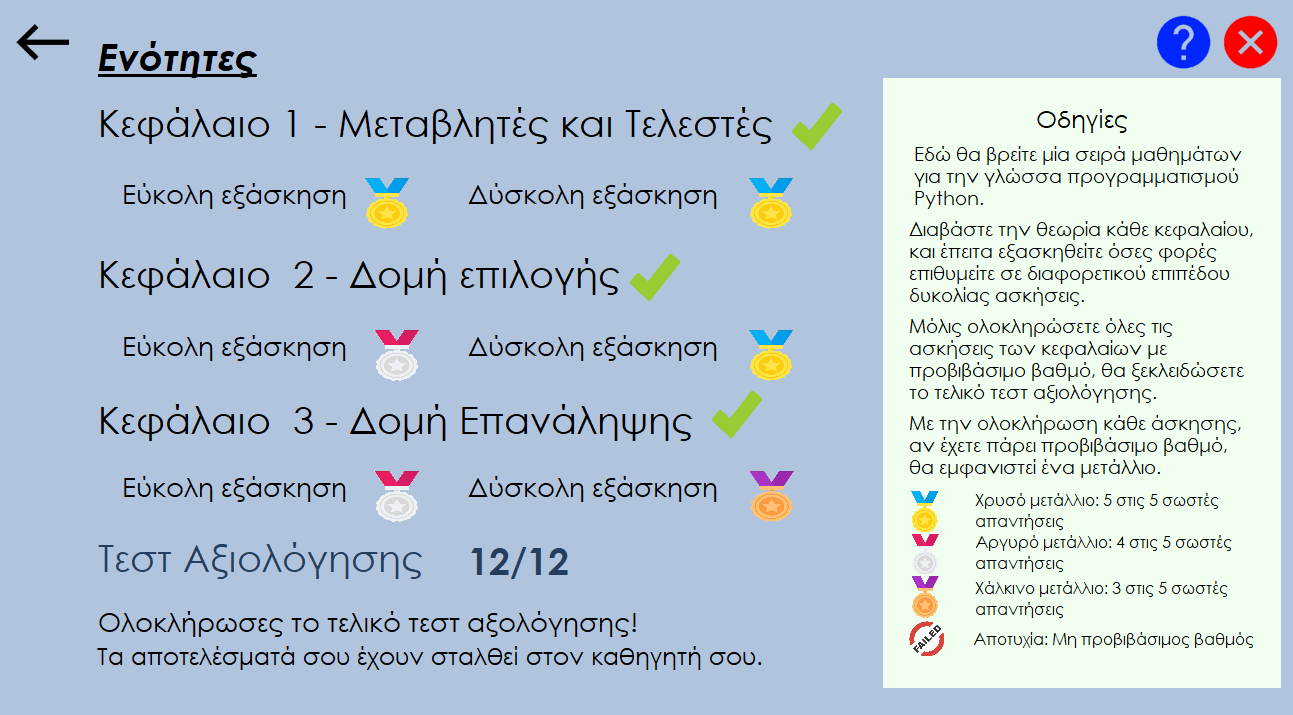 Ενότητες
Κεφάλαιο 1 - Μεταβλητές και Τελεστές
Εύκολη εξάσκηση
Δύσκολη εξάσκηση
Κεφάλαιο 2 - Δομή επιλογής
Εύκολη εξάσκηση
Δύσκολη εξάσκηση
Κεφάλαιο 3 - Δομή Επανάληψης
Εύκολη εξάσκηση
Δύσκολη εξάσκηση
Τεστ Αξιολόγησης 12/12
Ολοκλήρωσες το τελικό τεστ αξολόγησης!
Τα αποτελέσματά σου έχουν σταλθεί στον καθηγητή σου.
?
Οδηγίες
Εδώ θα βρείτε μία σειρά μαθημάτων
για την γλώσσα προγραμματισμού
Python.
Διαβάστε την θεωρία κάθε κεφαλαίου,
και έπειτα εξασκηθείτε όσες φορές
επιθυμείτε σε διαφορετικού επιπέδου
δυκολίας ασκήσεις.
Μόλις ολοκληρώσετε όλες τις
ασκήσεις των κεφαλαίων με
προβιβάσιμο βαθμό, θα ξεκλειδώσετε
το τελικό τεστ αξιολόγησης.
Με την ολοκλήρωση κάθε άσκησης,
αν έχετε πάρει προβιβάσιμο βαθμό,
θα εμφανιστεί ένα μετάλλιο.
Χρυσό μετάλλιο: 5 στις 5 σωστές
απαντήσεις
Αργυρό μετάλλιο: 4 στις 5 σωστές
απαντήσεις
Χάλκινο μετάλλιο: 3 στις 5 σωστές
απαντήσεις
FAILED
Αποτυχία: Μη προβιβάσιμος βαθμός